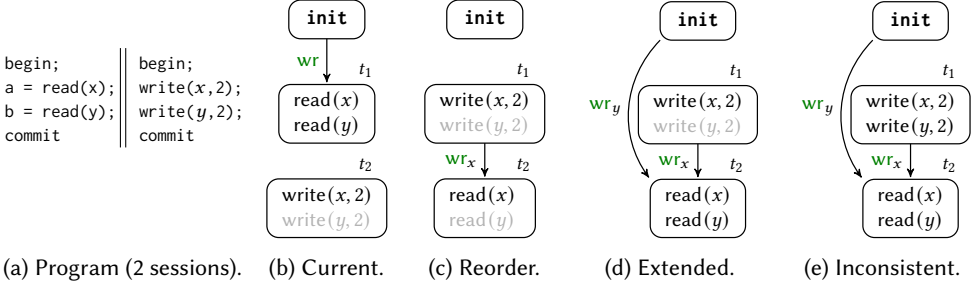 begin;
a = read(x);
b = read(y);
commit
begin;
write(x,2);
write(y,2);
commit
(a) Program (2 sessions).
init
wr
t1
read(x)
read(y)
t2
write(x, 2)
write(y, 2)
(b) Current.
init
t1
write(x, 2)
write(y, 2)
wrx
t2
read(x)
read(y)
(c) Reorder.
init
t1
wry
write(x, 2)
write(y, 2)
wrx
t2
read(x)
read(y)
(d) Extended.
init
t1
wry
write(x, 2)
write(y, 2)
wrx
t2
read(x)
read(y)
(e) Inconsistent.